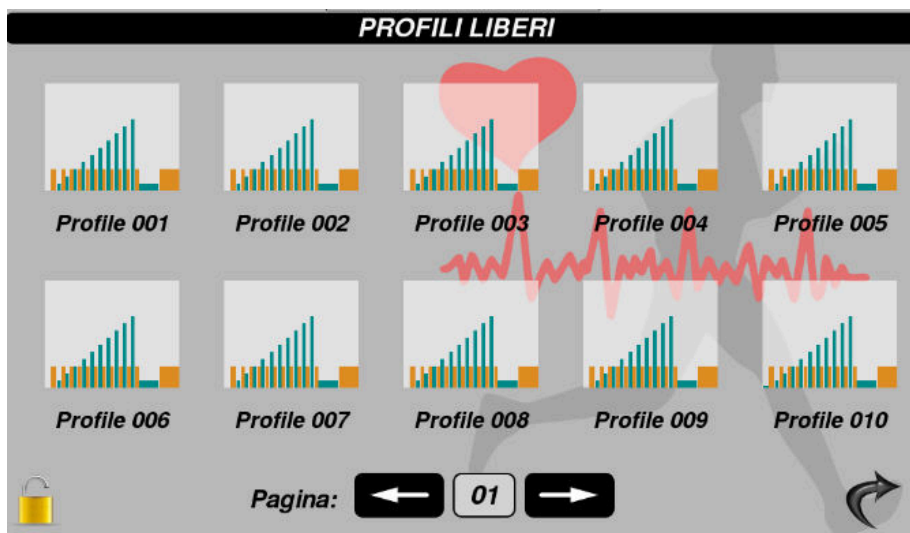 PROFILI LIBERI
Profile 001 Profile 002 Profile 003 Profile 004 Profile 005
Profile 006 Profile 007 Profile 008 Profile 009 Profile 010
Pagina: 01